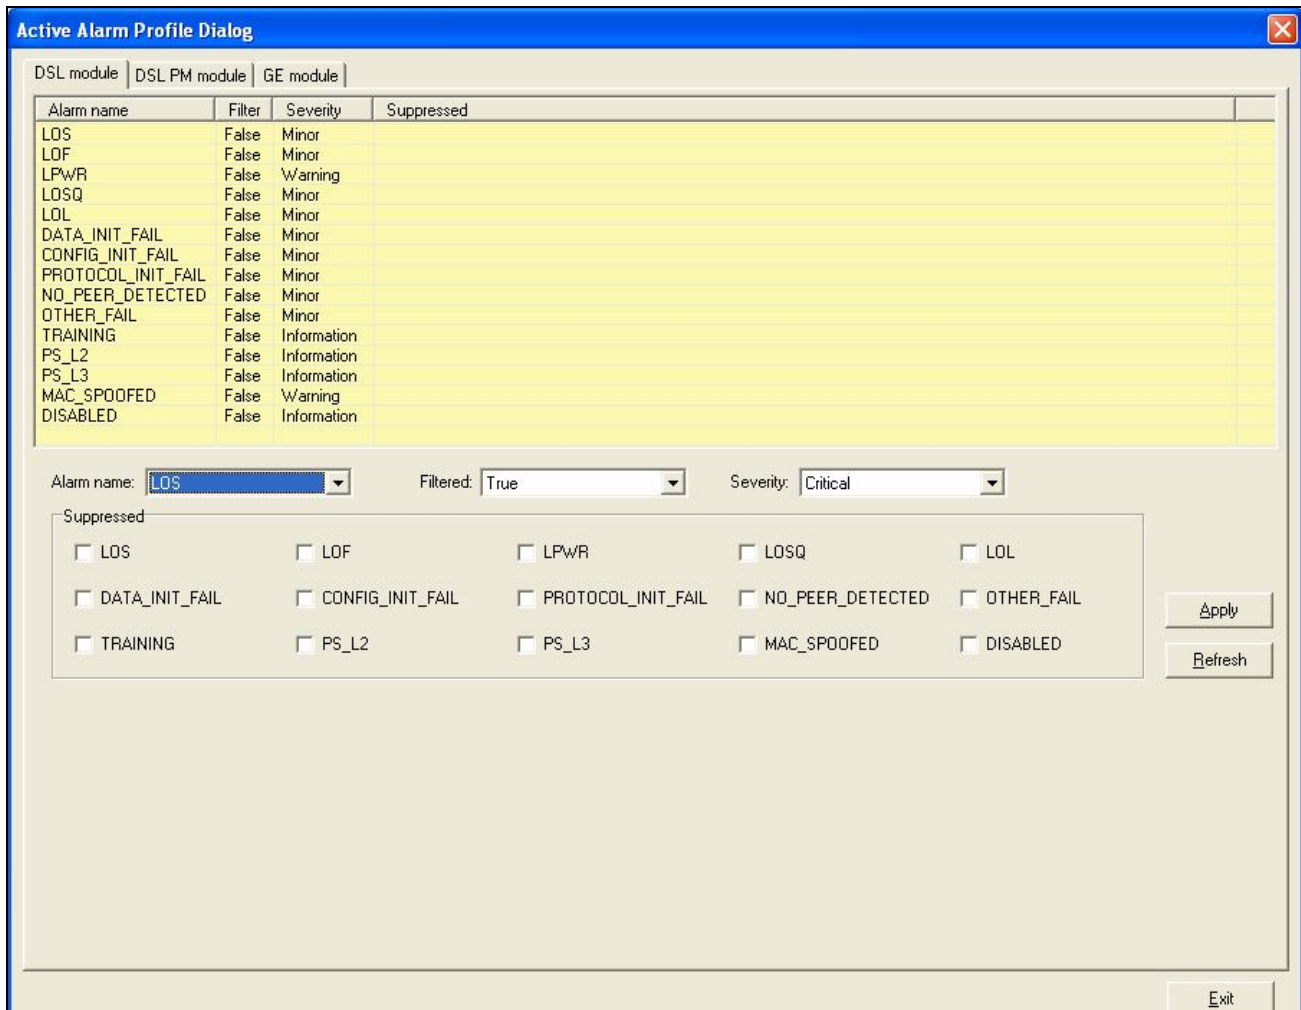 Active Alarm Profile Dialog
DSL module DSL PM module GE module
Alarm name Filter Severity Suppressed
LOS False Minor
LOF False Minor
LPWR False Warning
LOSQ False Minor
LOL False Minor
DATA_INIT_FAIL False Minor
CONFIG_INIT_FAIL False Minor
PROTOCOL_INIT_FAIL False Minor
NO_PEER_DETECTED False Minor
OTHER_FAIL False Minor
TRAINING False Information
PS_L2 False Information
PS_L3 False Information
MAC_SPOOFED False Warning
DISABLED False Information
Alarm name: LOS Filtered: True Severity: Critical
Suppressed
LOS LOF LPWR LOSQ LOL
DATA_INIT_FAIL CONFIG_INIT_FAIL PROTOCOL_INIT_FAIL NO_PEER_DETECTED OTHER_FAIL
Apply
TRAINING PS_L2 PS_L3 MAC_SPOOFED DISABLED
Refresh
Exit